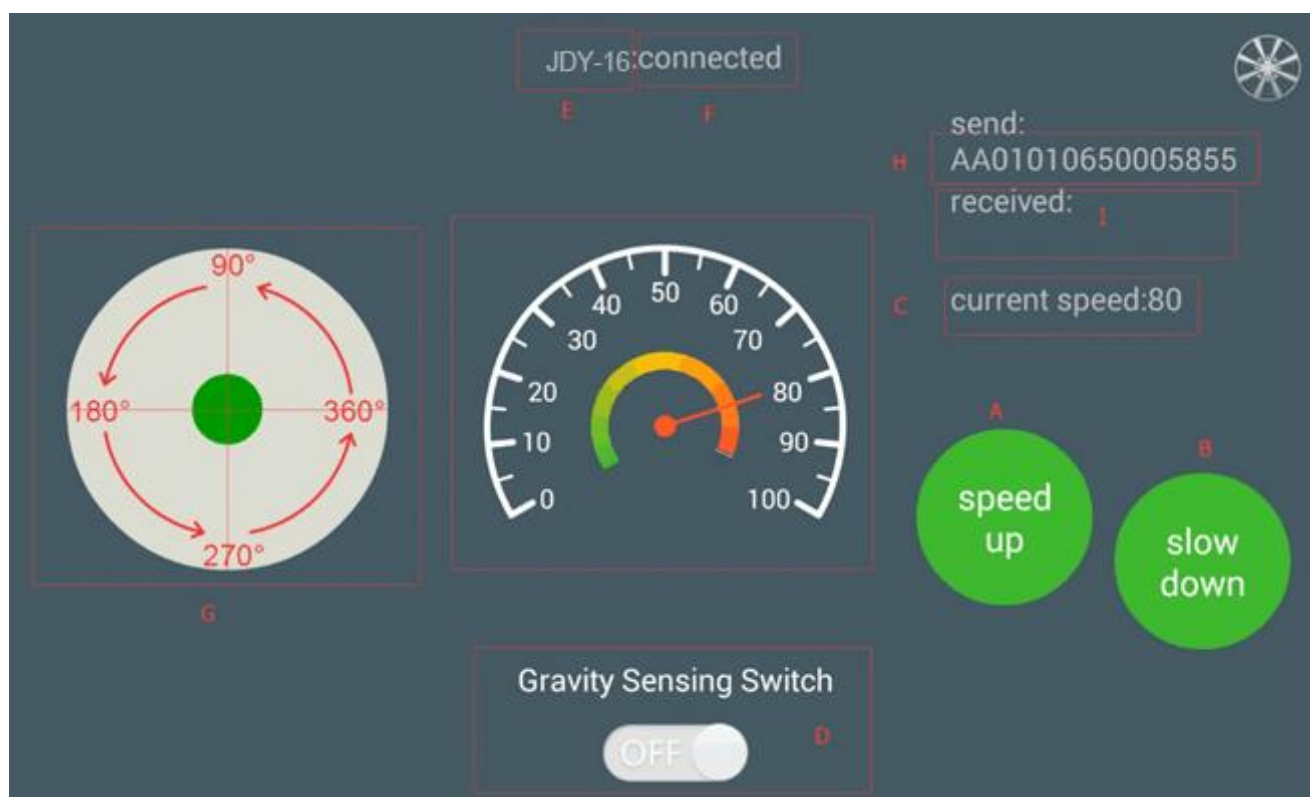 JDY-16:connected
E
F
send:
H
AA01010650005855
received:
I
C
current speed:80
90°
180°
360°
270°
G
0
10
20
30
40
50
60
70
80
90
100
A
speed
up
B
slow
down
Gravity Sensing Switch
OFF
D